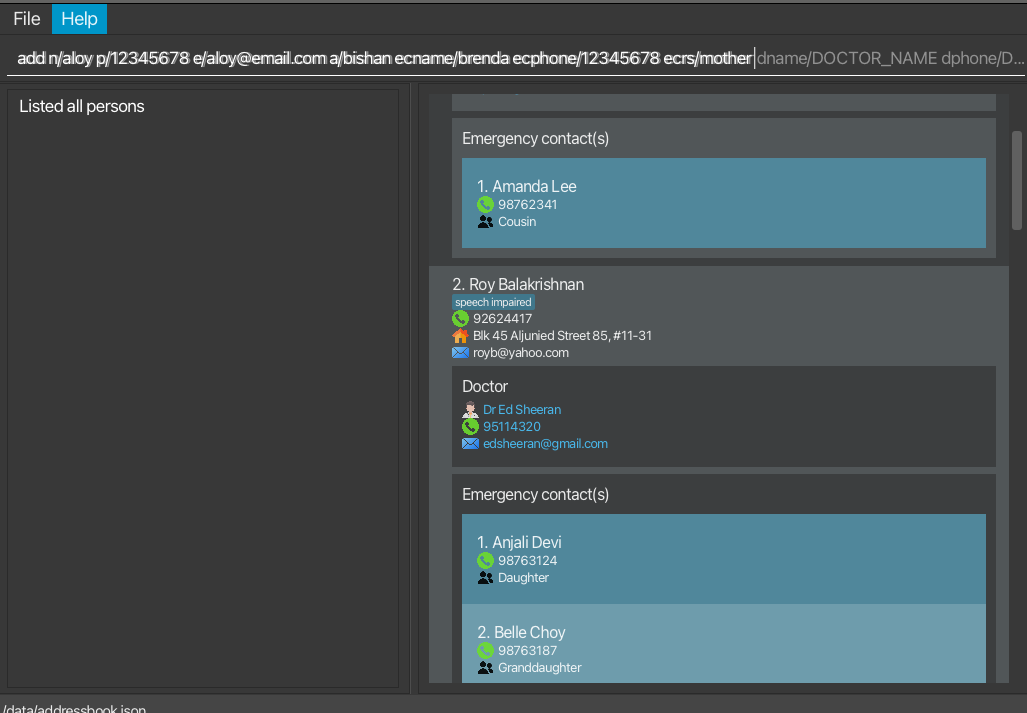 File Help
add n/aloy p/12345678 e/aloy@email.com a/bishan ecname/brenda ecphone/12345678 ecrs/mother dname/DOCTOR_NAME dphone/D...
Listed all persons
Emergency contact(s)
1. Amanda Lee
98762341
Cousin
2. Roy Balakrishnan
speech impaired
92624417
Blk 45 Aljunied Street 85, #11-31
royb@yahoo.com
Doctor
Dr Ed Sheeran
95114320
edsheeran@gmail.com
Emergency contact(s)
1. Anjali Devi
98763124
Daughter
2. Belle Choy
98763187
Granddaughter
/data/addressbook.json